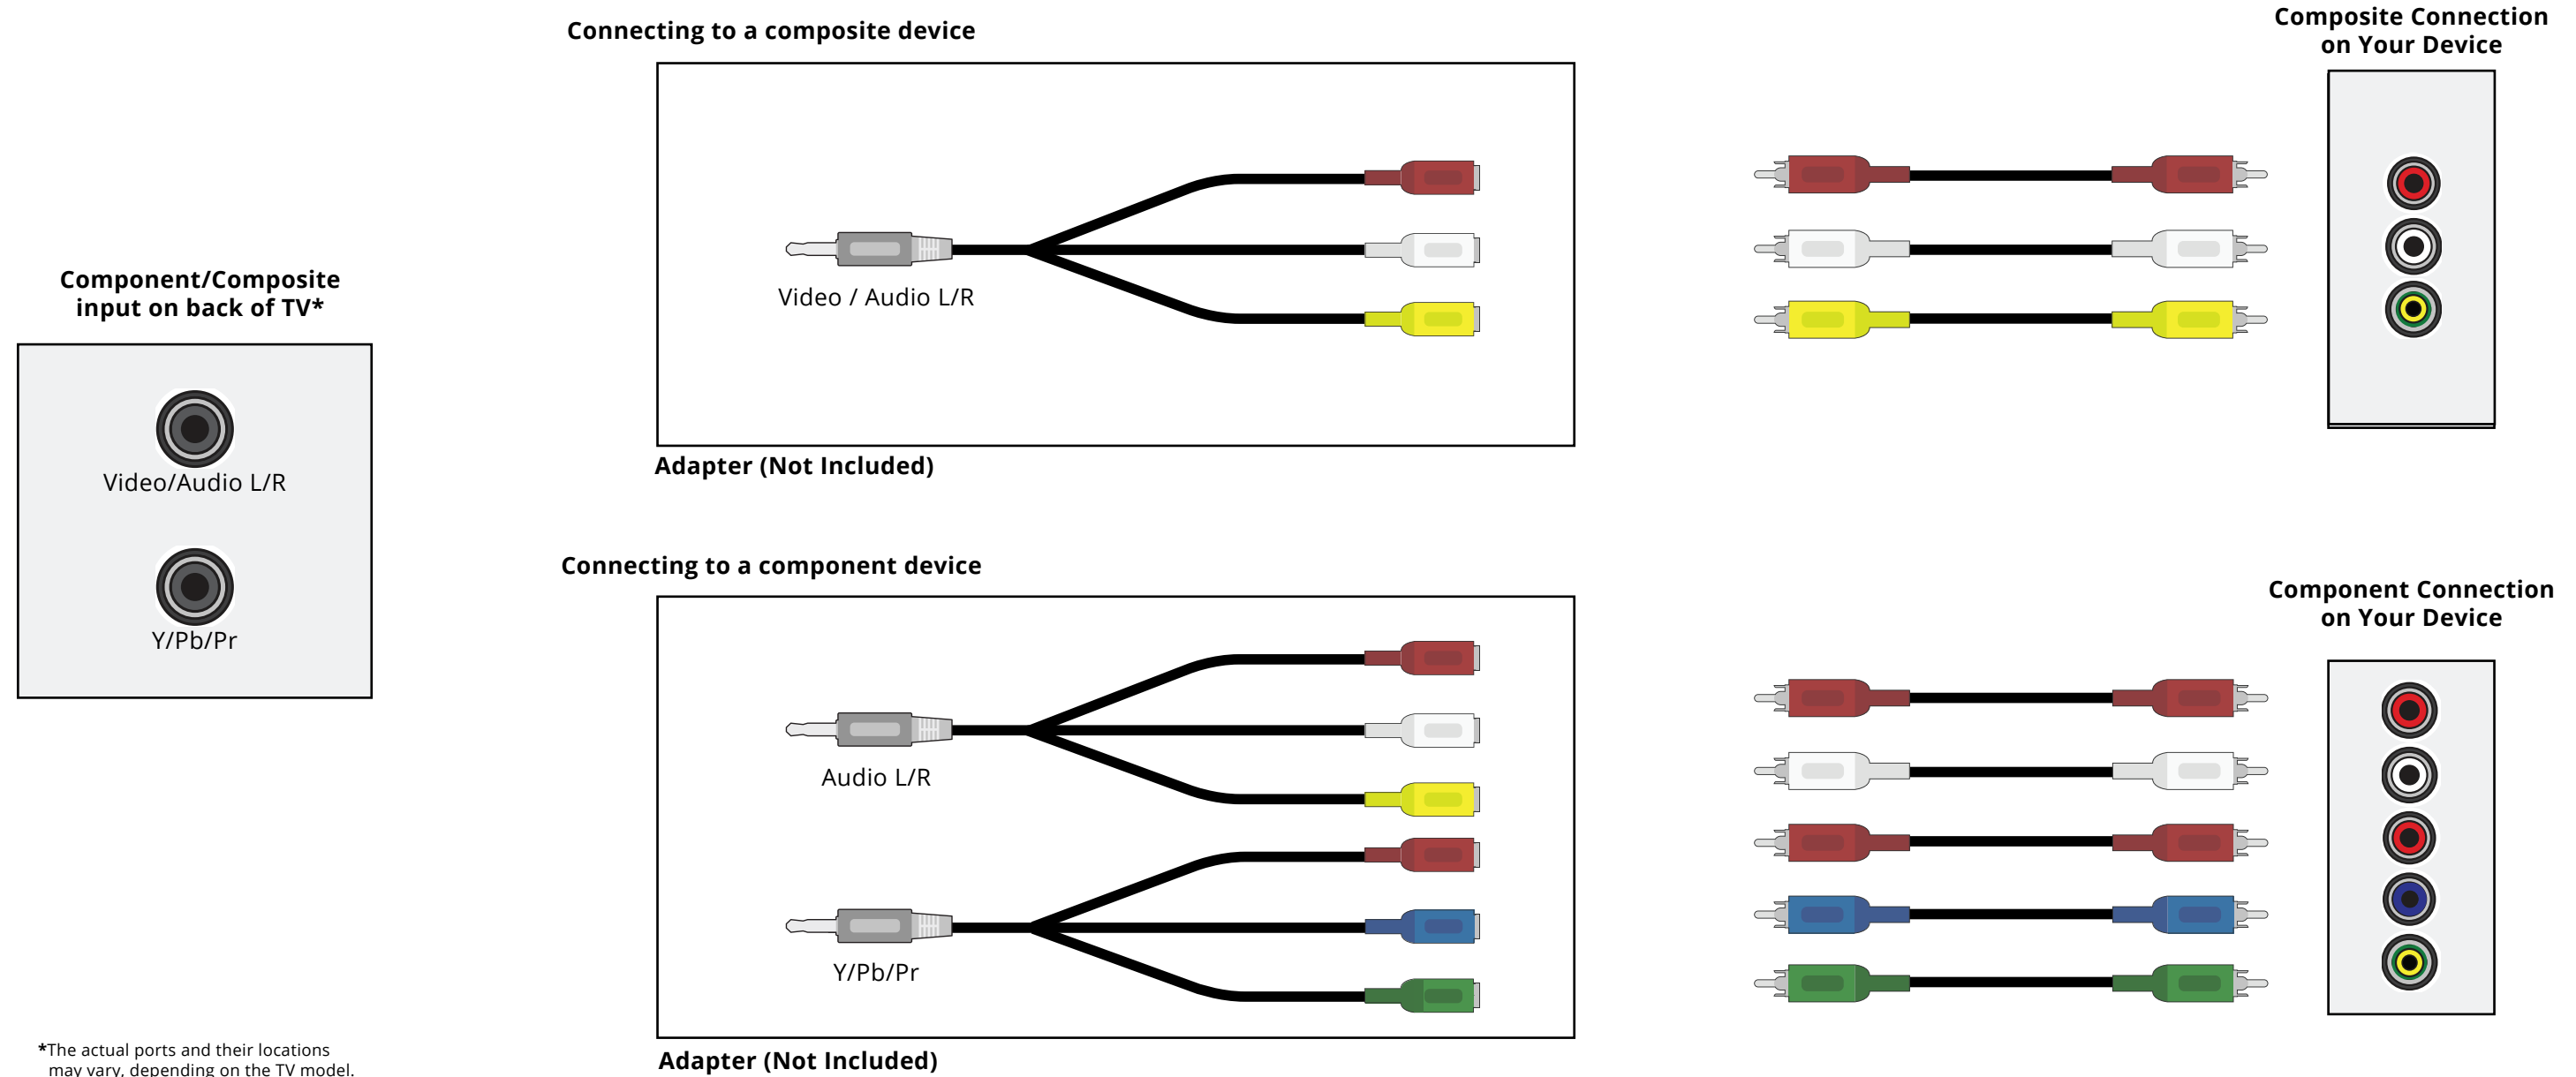 Connecting to a composite device
Composite Connection
on Your Device
Component/Composite
input on back of TV*
Video/Audio L/R
Y/Pb/Pr
Video / Audio L/R
Adapter (Not Included)
Connecting to a component device
Component Connection
on Your Device
Audio L/R
Y/Pb/Pr
Adapter (Not Included)
*The actual ports and their locations
may vary, depending on the TV model.